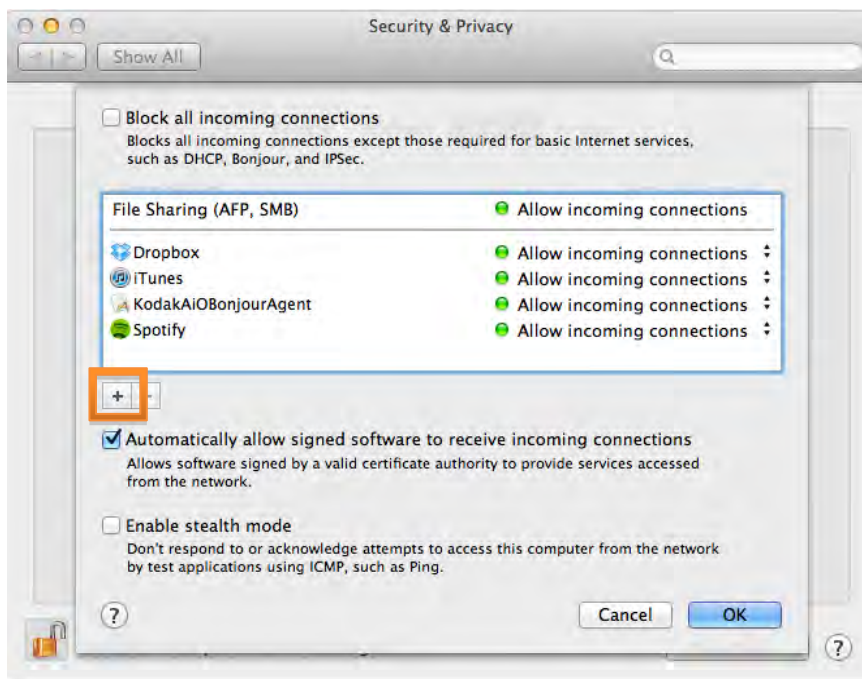 Security & Privacy
Show All
Block all incoming connections
Blocks all incoming connections except those required for basic Internet services,
such as DHCP, Bonjour, and IPSec.
File Sharing (AFP, SMB) Allow incoming connections
Dropbox Allow incoming connections
iTunes Allow incoming connections
KodakAiOBonjourAgent Allow incoming connections
Spotify Allow incoming connections
+ -
Automatically allow signed software to receive incoming connections
Allows software signed by a valid certificate authority to provide services accessed
from the network.
Enable stealth mode
Don't respond to or acknowledge attempts to access this computer from the network
by test applications using ICMP, such as Ping.
? Cancel OK
?